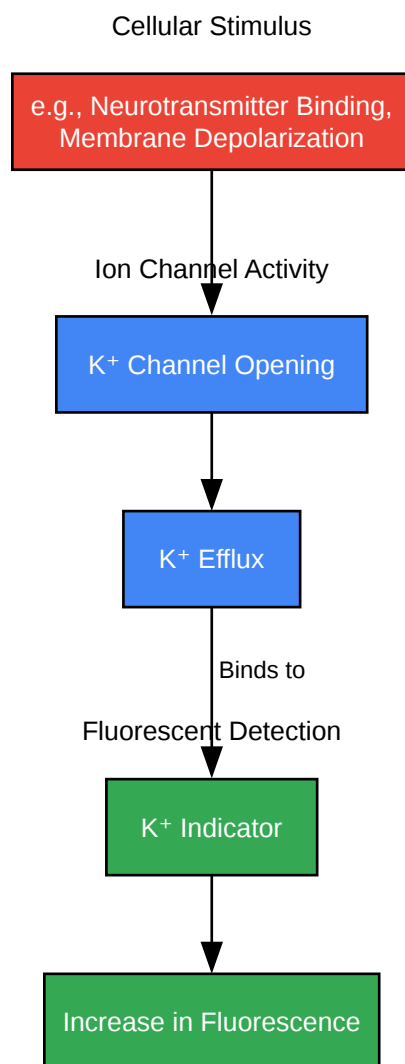 Cellular Stimulus
e.g., Neurotransmitter Binding,
Membrane Depolarization
Ion Channel Activity
K⁺ Channel Opening
K⁺ Efflux
Binds to
Fluorescent Detection
K⁺ Indicator
Increase in Fluorescence